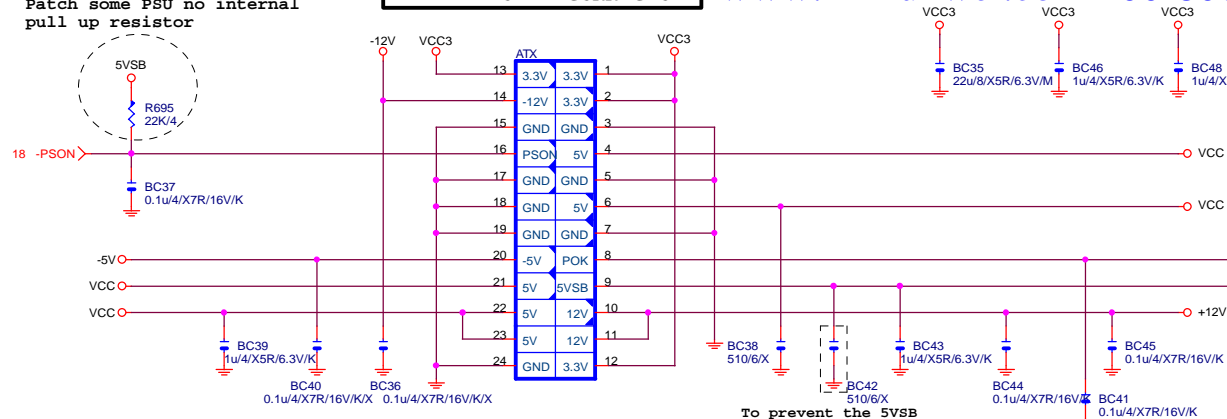 Patch some PSU no internal
pull up resistor
5VSB
R695
22K/4
18 -PSON
BC37
0.1u/4/X7R/16V/K
-12V
VCC3
ATX
VCC3
13 3.3V 3.3V 1
14 -12V 3.3V 2
15 GND GND 3
16 PSON 5V 4
17 GND GND 5
18 GND 5V 6
19 GND GND 7
20 -5V POK 8
21 5V 5VSB 9
22 5V 12V 10
23 5V 12V 11
24 GND 3.3V 12
-5V
VCC
VCC
BC39
1u/4/X5R/6.3V/K
BC40
0.1u/4/X7R/16V/K/X
BC36
0.1u/4/X7R/16V/K/X
VCC3
BC35
22u/8/X5R/6.3V/M
VCC3
BC46
1u/4/X5R/6.3V/K
VCC3
BC48
1u/4/X
VCC
VCC
+12V
BC38
510/6/X
BC42
510/6/X
BC43
1u/4/X5R/6.3V/K
BC44
0.1u/4/X7R/16V/K
BC45
0.1u/4/X7R/16V/K
BC41
0.1u/4/X7R/16V/K
To prevent the 5VSB